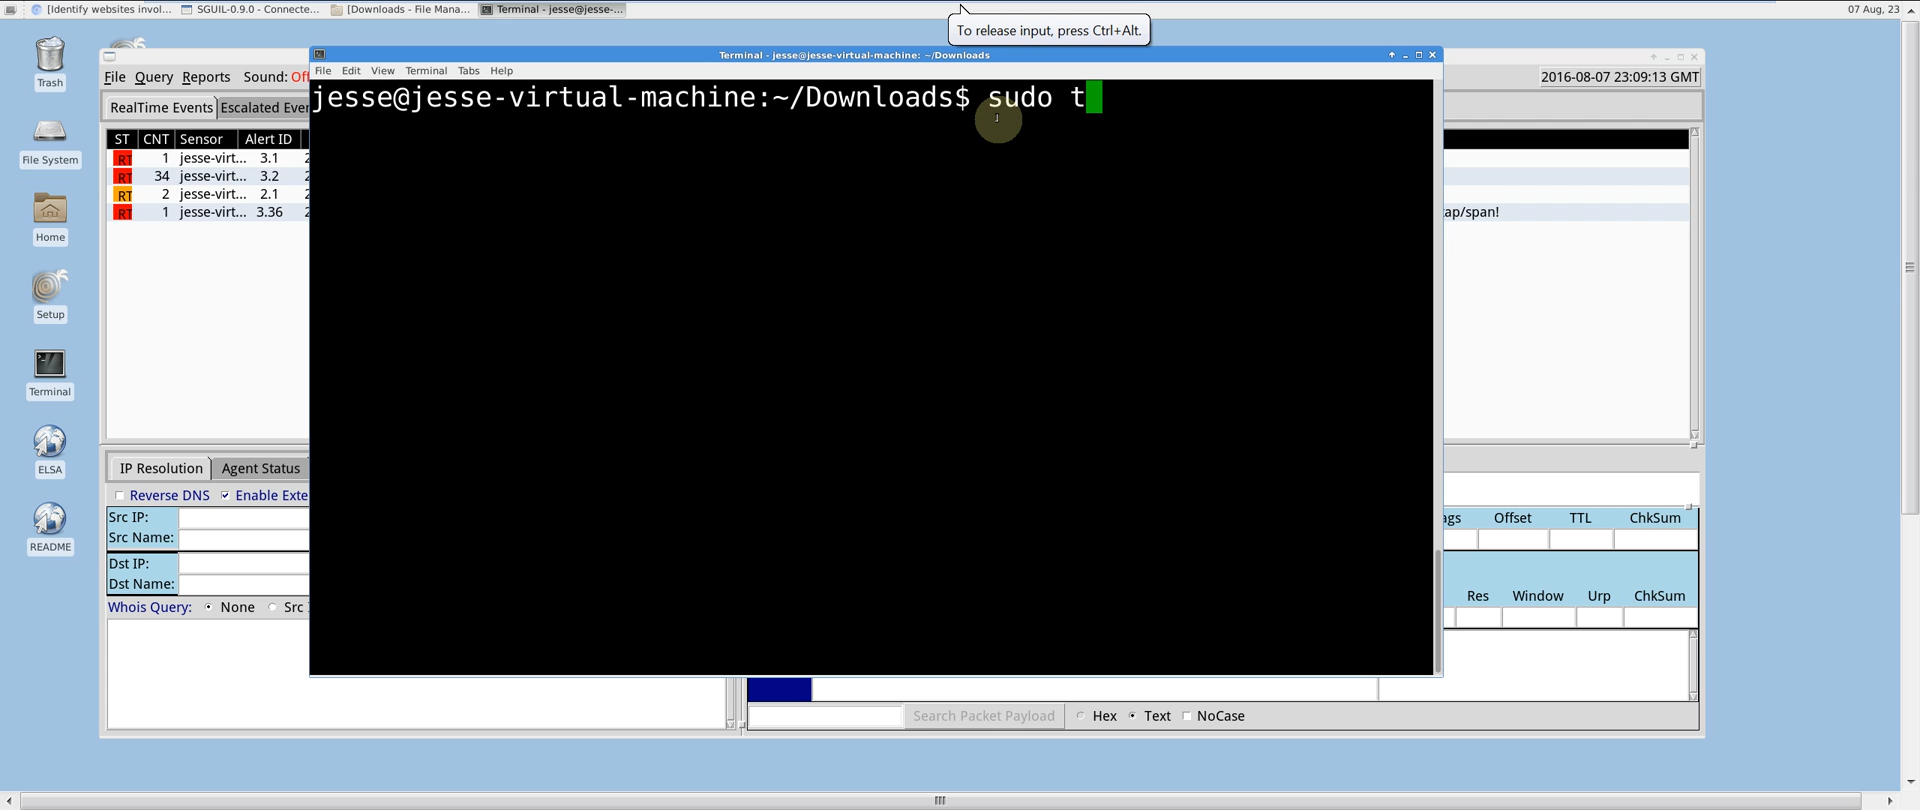 [Identify websites invol... SGUIL-0.9.0 - Connecte... [Downloads - File Mana... Terminal - jesse@jesse-... 07 Aug, 23
To release input, press Ctrl+Alt.
Trash
File System
Home
Setup
Terminal
ELSA
README
File Query Reports Sound: Off
2016-08-07 23:09:13 GMT
RealTime Events Escalated Ever
ST CNT Sensor Alert ID
RT 1 jesse-virt... 3.1 2
RT 34 jesse-virt... 3.2 2
RT 2 jesse-virt... 2.1 2
RT 1 jesse-virt... 3.36 2
ap/span!
Terminal - jesse@jesse-virtual-machine: ~/Downloads
File Edit View Terminal Tabs Help
jesse@jesse-virtual-machine:~/Downloads$ sudo t
IP Resolution Agent Status
Reverse DNS Enable Exte
Src IP:
Src Name:
Dst IP:
Dst Name:
Whois Query: None Src
ags Offset TTL ChkSum
Res Window Urp ChkSum
Search Packet Payload Hex Text NoCase